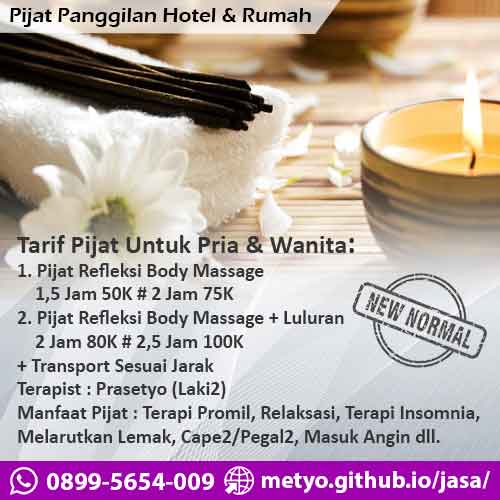 Pijat Panggilan Hotel & Rumah
Tarif Pijat Untuk Pria & Wanita:
1. Pijat Refleksi Body Massage
1,5 Jam 50K # 2 Jam 75K
2. Pijat Refleksi Body Massage + Luluran
2 Jam 80K # 2,5 Jam 100K
+ Transport Sesuai Jarak
Terapist : Prasetyo (Laki2)
Manfaat Pijat : Terapi Promil, Relaksasi, Terapi Insomnia,
Melarutkan Lemak, Cape2/Pegal2, Masuk Angin dll.
NEW NORMAL
0899-5654-009 metyo.github.io/jasa/